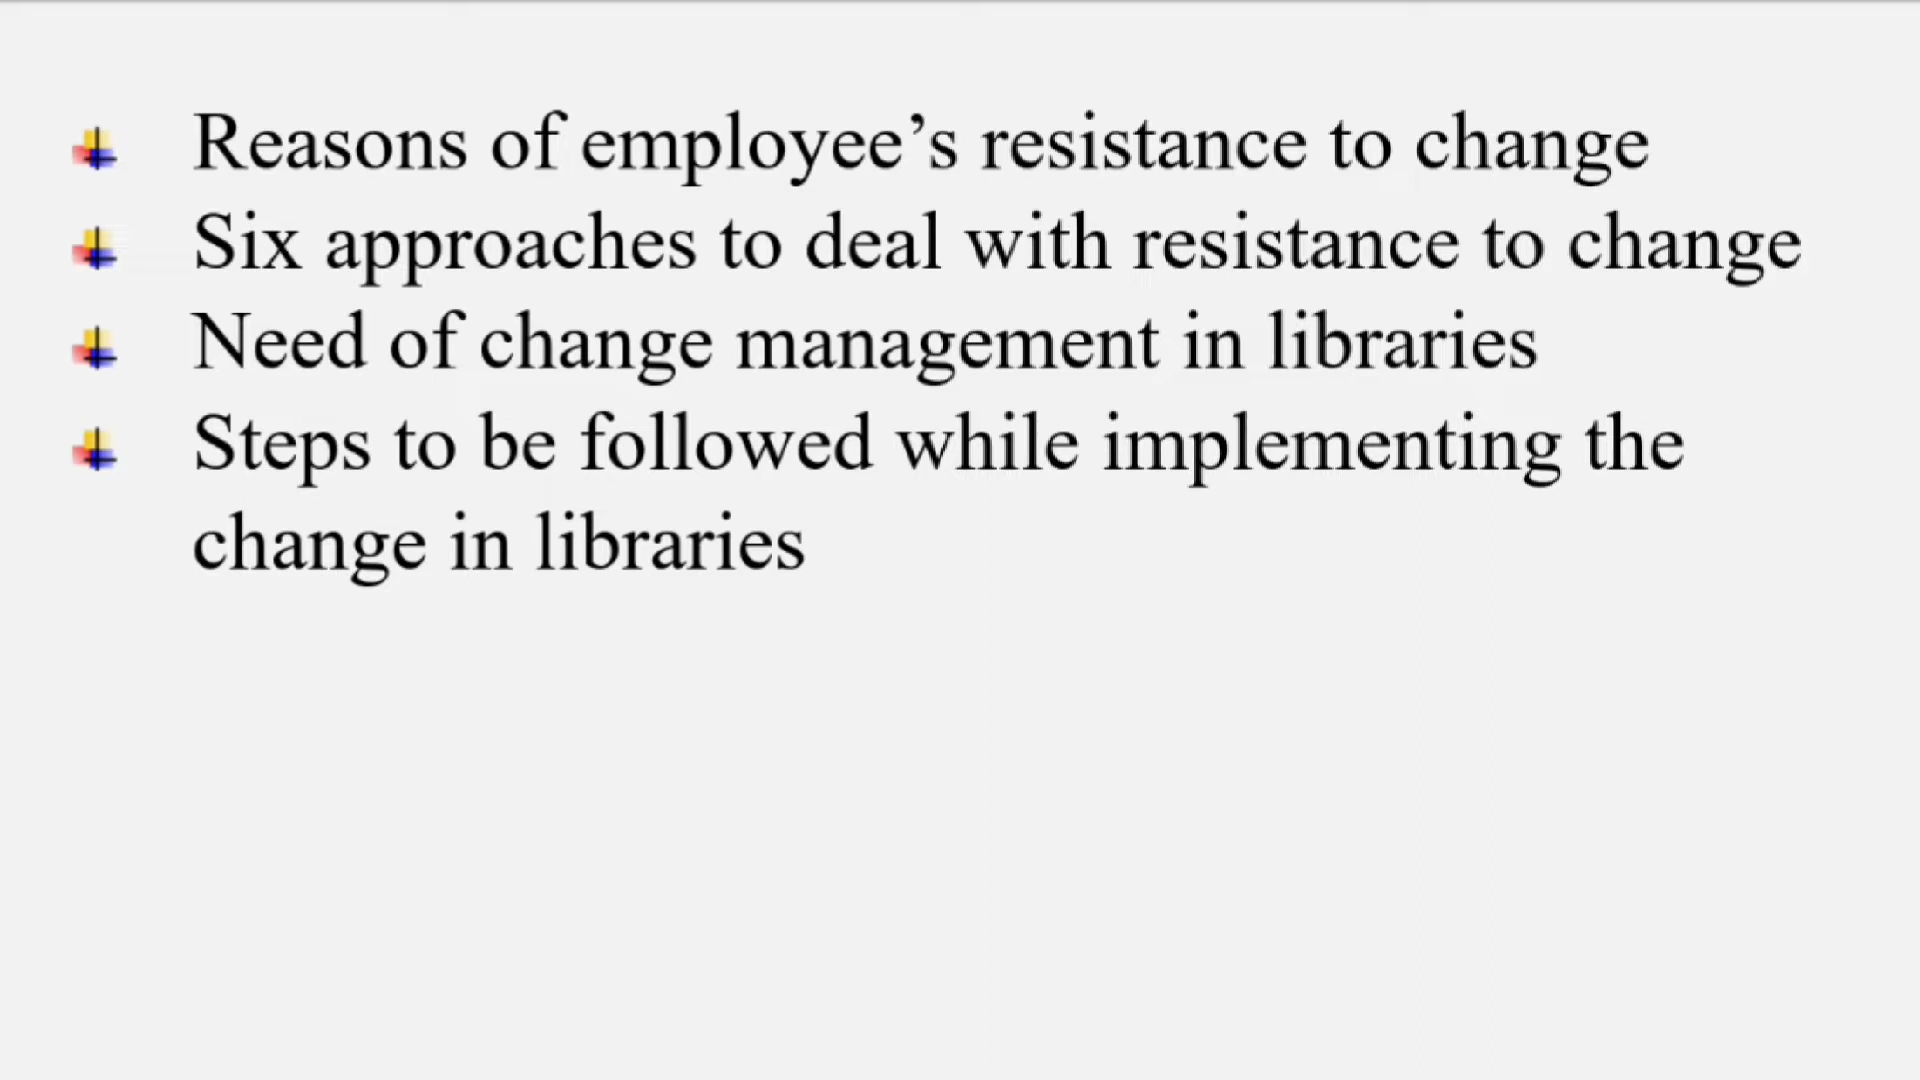 Reasons of employee’s resistance to change
Six approaches to deal with resistance to change
Need of change management in libraries
Steps to be followed while implementing the
change in libraries